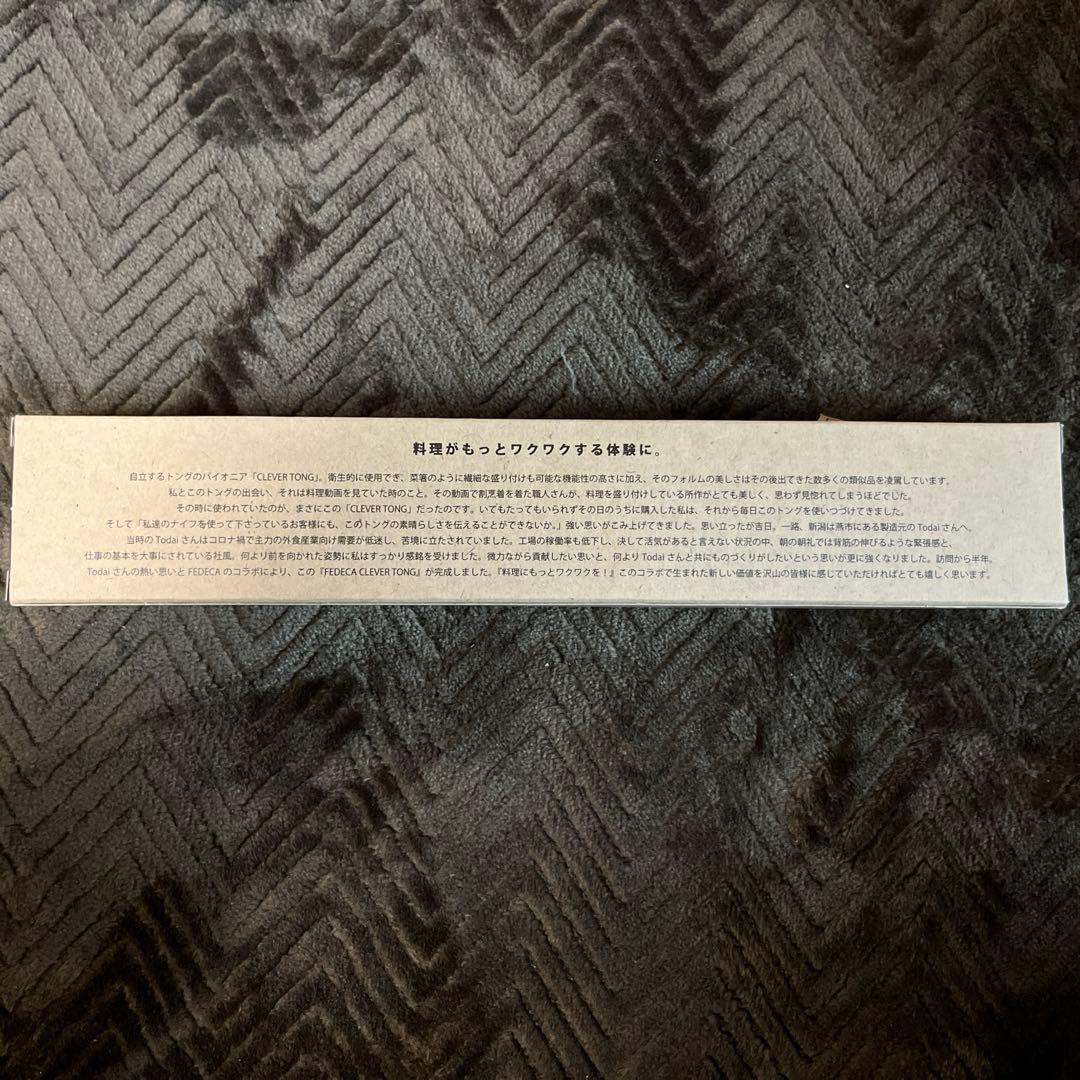 料理がもっとワクワクする体験に。
自立するトングのパイオニア「CLEVER TONG」。衛生的に使用でき、菜箸のように繊細な盛り付けも可能な機能性の高さに加え、そのフォルムの美しさはその後出てきた数多くの類似品を凌駕しています。
私とこのトングの出会い、それは料理動画を見ていた時のこと。その動画で割烹着を着た職人さんが、料理を盛り付けしている所作がとても美しく、思わず見惚れてしまうほどでした。
その時に使われていたのが、まさにこの「CLEVER TONG」だったのです。いてもたってもいられずその日のうちに購入した私は、それから毎日このトングを使いつづけてきました。
そして「私達のナイフを使って下さっているお客様にも、このトングの素晴らしさを伝えることができないか。」強い思いがこみ上げてきました。思い立ったが吉日。一路、新潟は燕市にある製造元の Todai さんへ。
当時の Todai さんはコロナ禍で主力の外食産業向け需要が低迷し、苦境に立たされていました。工場の稼働率も低下し、決して活気があると言えない状況の中、朝の朝礼では背筋の伸びるような緊張感と、
仕事の基本を大事にされている社風。何より前を向かれた姿勢に私はすっかり感銘を受けました。微力ながら貢献したい思いと、何より Todai さんと共にものづくりがしたいという思いが更に強くなりました。訪問から半年。
Todai さんの熱い思いと FEDECA のコラボにより、この『FEDECA CLEVER TONG』が完成しました。『料理にもっとワクワクを！』このコラボで生まれた新しい価値を沢山の皆様に感じていただければとても嬉しく思います。